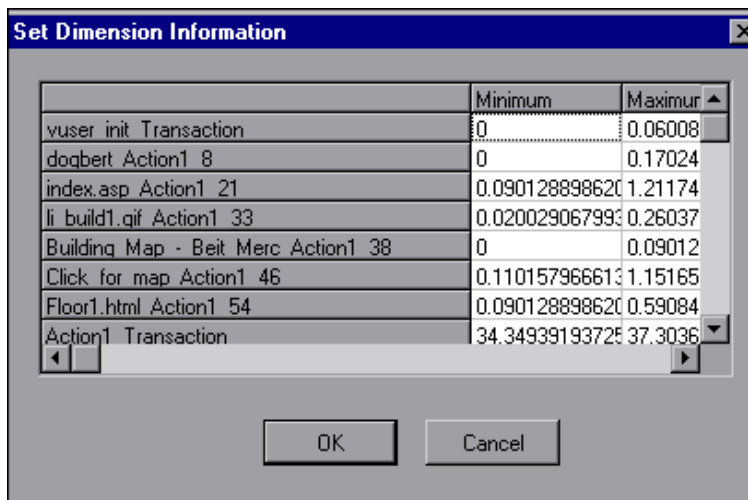 Set Dimension Information
Minimum Maximur
vuser init Transaction 0 0.06008
dogbert Action1 8 0 0.17024
index.asp Action1 21 0.090128898620 1.21174
li build1.gif Action1 33 0.020029067993 0.26037
Building Map - Beit Merc Action1 38 0 0.09012
Click for map Action1 46 0.110157966613 1.15165
Floor1.html Action1 54 0.090128898620 0.59084
Action1 Transaction 34.34939193725 37.3036
OK Cancel